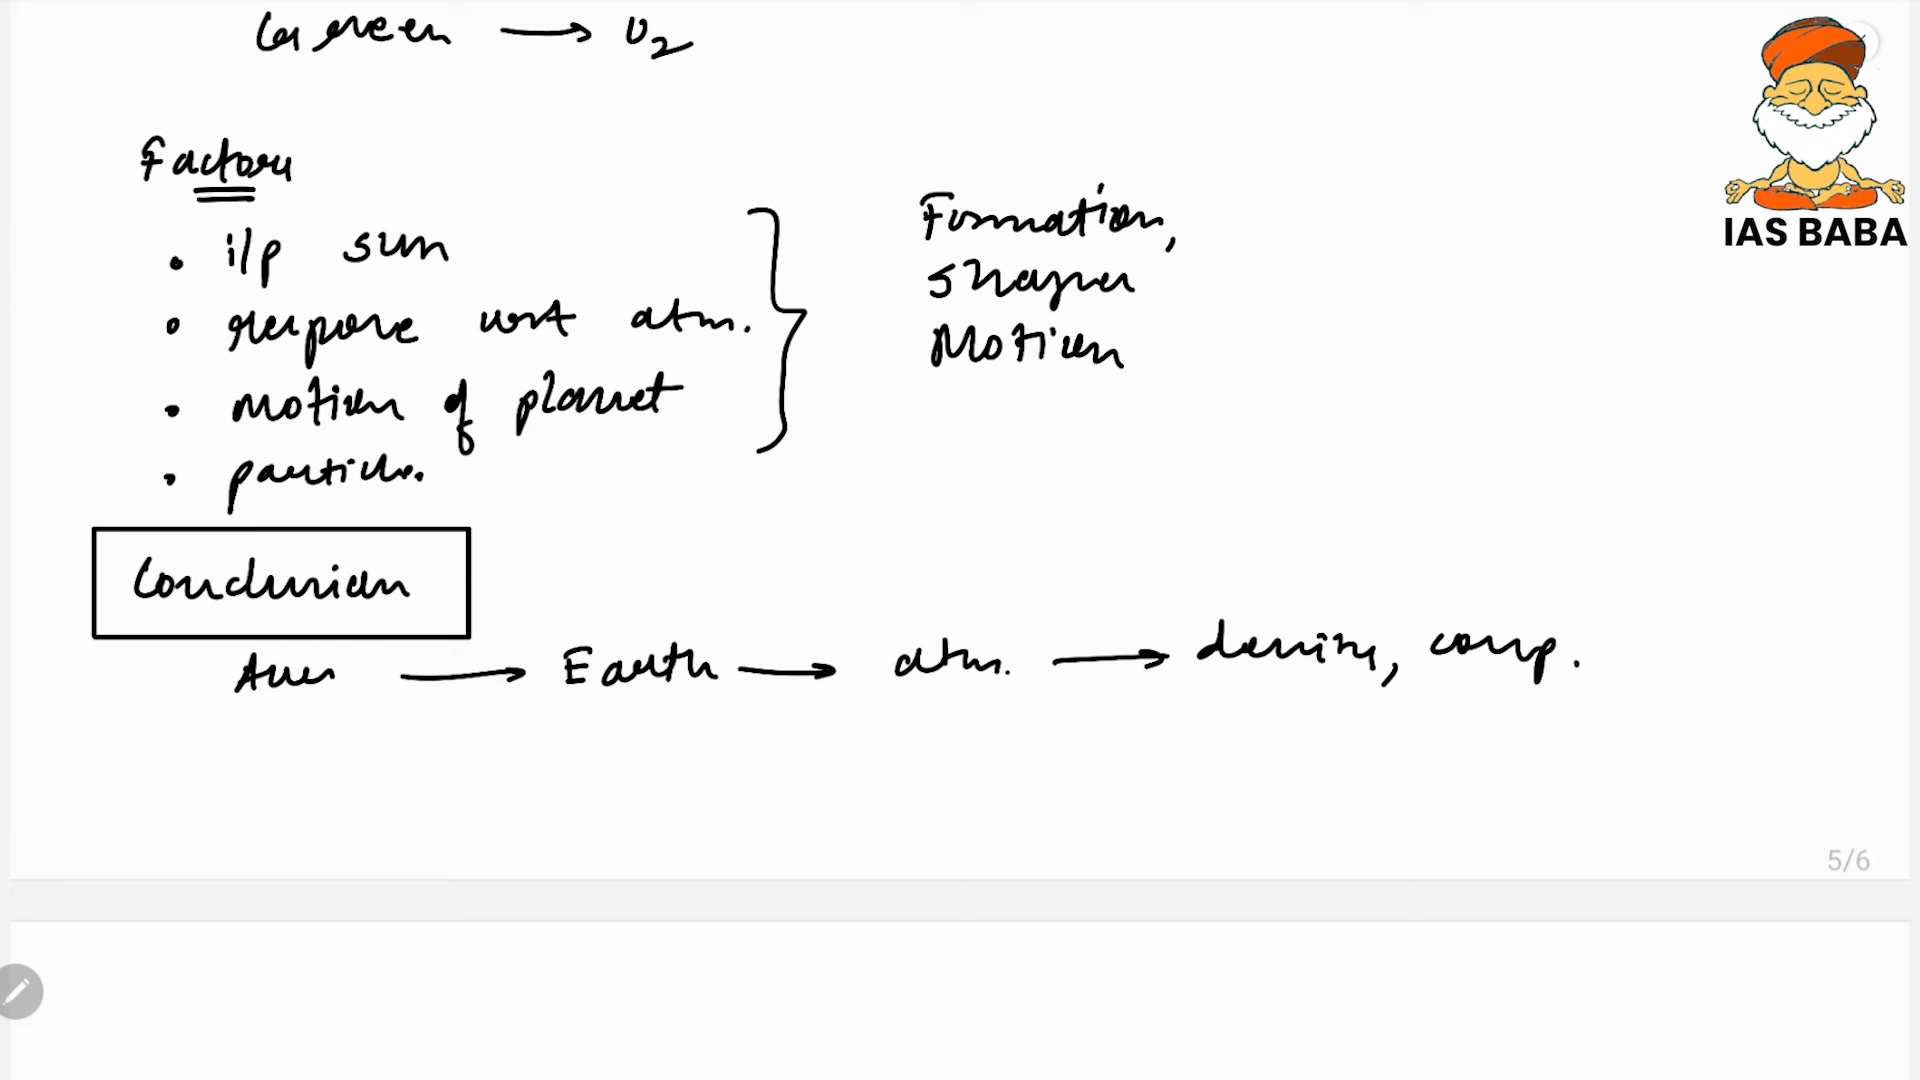 Green → O2
Factors
• i/p sun
• response wrt atm.
• motion of planet
• particles.
Formation,
Shapes
Motion
Conclusion
Aur → Earth → atm. → density, comp.
IAS BABA
5/6